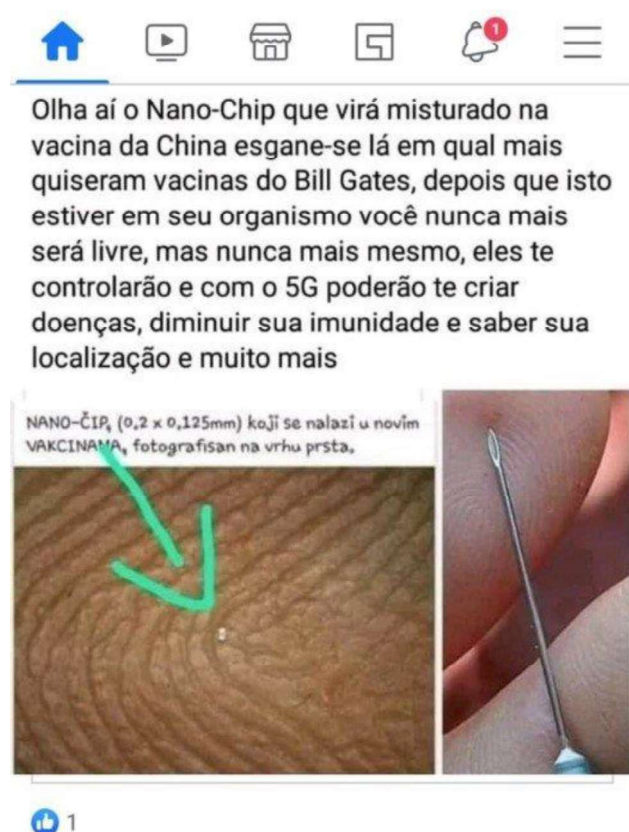 1
Olha aí o Nano-Chip que virá misturado na
vacina da China esgane-se lá em qual mais
quiseram vacinas do Bill Gates, depois que isto
estiver em seu organismo você nunca mais
será livre, mas nunca mais mesmo, eles te
controlarão e com o 5G poderão te criar
doenças, diminuir sua imunidade e saber sua
localização e muito mais
NANO-ČIP, (0,2 x 0,125mm) koji se nalazi u novim
VAKCINAMA, fotografisan na vrhu prsta,
1